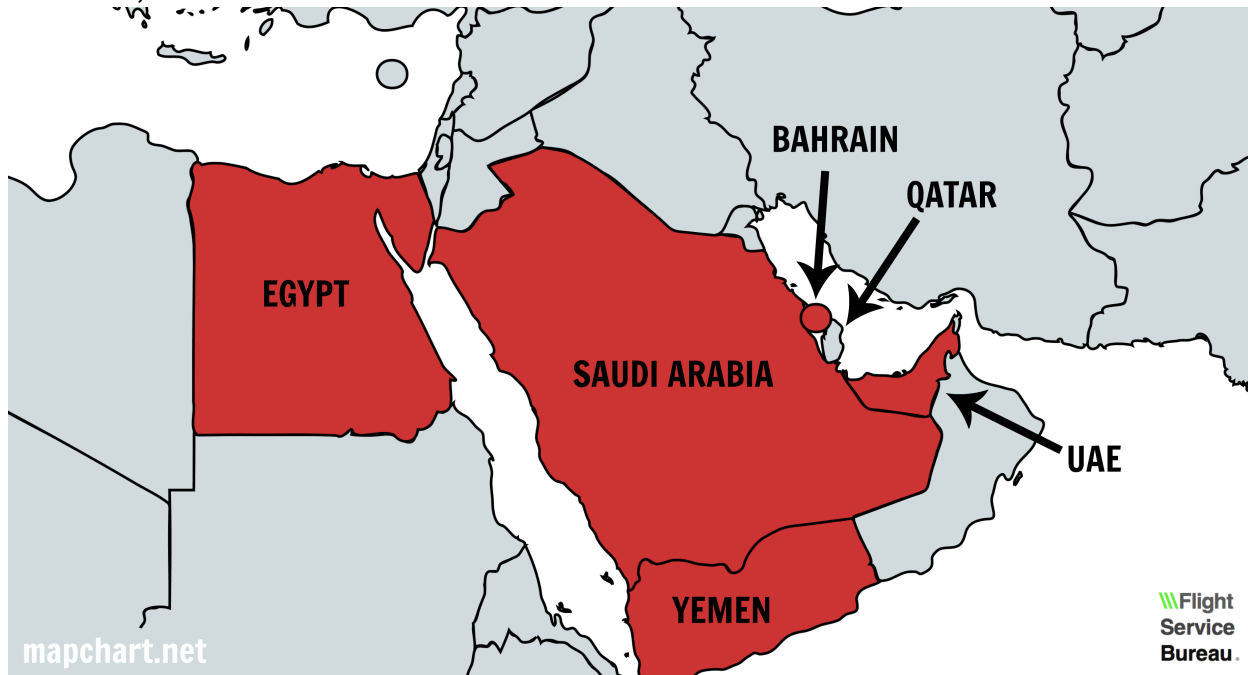 BAHRAIN
QATAR
EGYPT
SAUDI ARABIA
UAE
YEMEN
mapchart.net
\\\Flight
Service
Bureau.